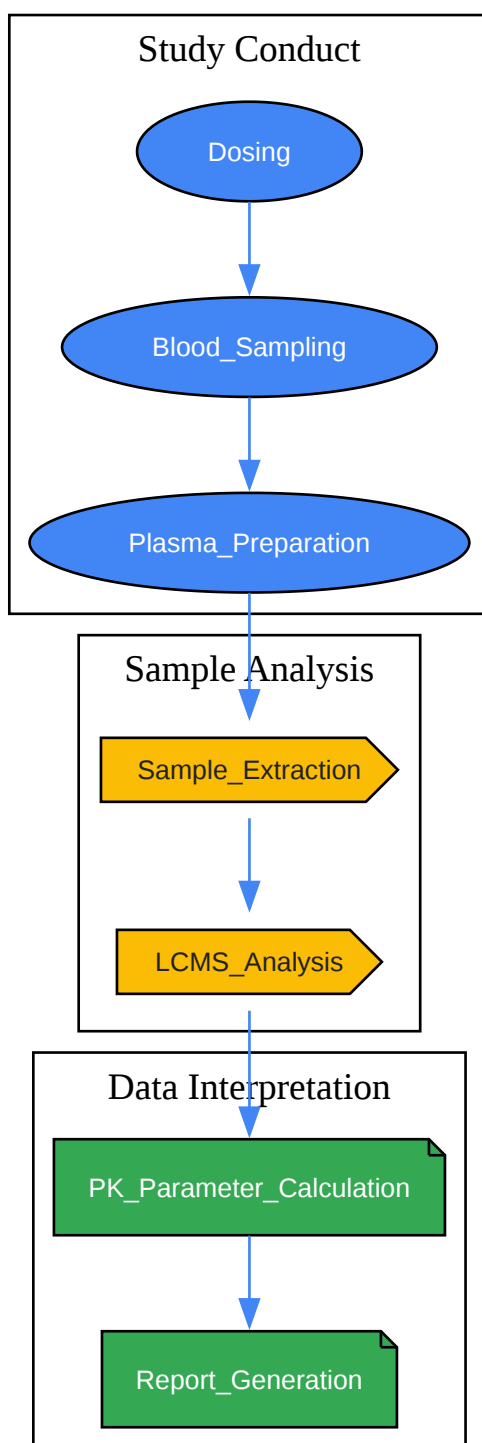 Study Conduct
Dosing
Blood_Sampling
Plasma_Preparation
Sample Analysis
Sample_Extraction
LCMS_Analysis
Data Interpretation
PK_Parameter_Calculation
Report_Generation